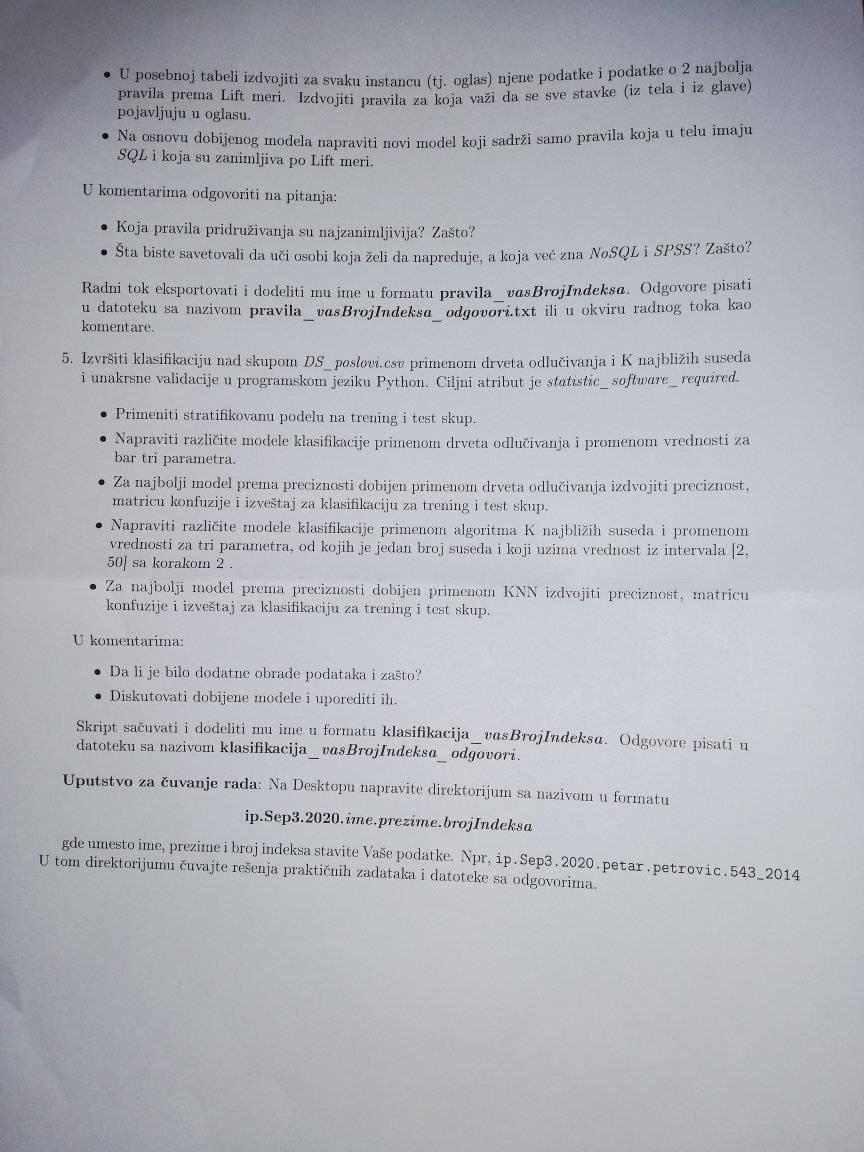 • U posebnoj tabeli izdvojiti za svaku instancu (tj. oglas) njene podatke i podatke o 2 najbolja
pravila prema Lift meri. Izdvojiti pravila za koja važi da se sve stavke (iz tela i iz glave)
pojavljuju u oglasu.
• Na osnovu dobijenog modela napraviti novi model koji sadrži samo pravila koja u telu imaju
SQL i koja su zanimljiva po Lift meri.
U komentarima odgovoriti na pitanja:
• Koja pravila pridruživanja su najzanimljivija? Zašto?
• Šta biste savetovali da uči osobi koja želi da napreduje, a koja već zna NoSQL i SPSS? Zašto?
Radni tok eksportovati i dodeliti mu ime u formatu pravila_vasBrojIndeksa. Odgovore pisati
u datoteku sa nazivom pravila_vasBrojIndeksa_odgovori.txt ili u okviru radnog toka kao
komentare.
5. Izvršiti klasifikaciju nad skupom DS_poslovi.csv primenom drveta odlučivanja i K najbližih suseda
i unakrsne validacije u programskom jeziku Python. Ciljni atribut je statistic_software_required.
• Primeniti stratifikovanu podelu na trening i test skup.
• Napraviti različite modele klasifikacije primenom drveta odlučivanja i promenom vrednosti za
bar tri parametra.
• Za najbolji model prema preciznosti dobijen primenom drveta odlučivanja izdvojiti preciznost,
matricu konfuzije i izveštaj za klasifikaciju za trening i test skup.
• Napraviti različite modele klasifikacije primenom algoritma K najbližih suseda i promenom
vrednosti za tri parametra, od kojih je jedan broj suseda i koji uzima vrednost iz intervala [2,
50] sa korakom 2 .
• Za najbolji model prema preciznosti dobijen primenom KNN izdvojiti preciznost, matricu
konfuzije i izveštaj za klasifikaciju za trening i test skup.
U komentarima:
• Da li je bilo dodatne obrade podataka i zašto?
• Diskutovati dobijene modele i uporediti ih.
Skript sačuvati i dodeliti mu ime u formatu klasifikacija_vasBrojIndeksa. Odgovore pisati u
datoteku sa nazivom klasifikacija_vasBrojIndeksa_odgovori.
Uputstvo za čuvanje rada: Na Desktopu napravite direktorijum sa nazivom u formatu
ip.Sep3.2020.ime.prezime.brojIndeksa
gde umesto ime, prezime i broj indeksa stavite Vaše podatke. Npr, ip.Sep3.2020.petar.petrovic.543_2014
U tom direktorijumu čuvajte rešenja praktičnih zadataka i datoteke sa odgovorima.